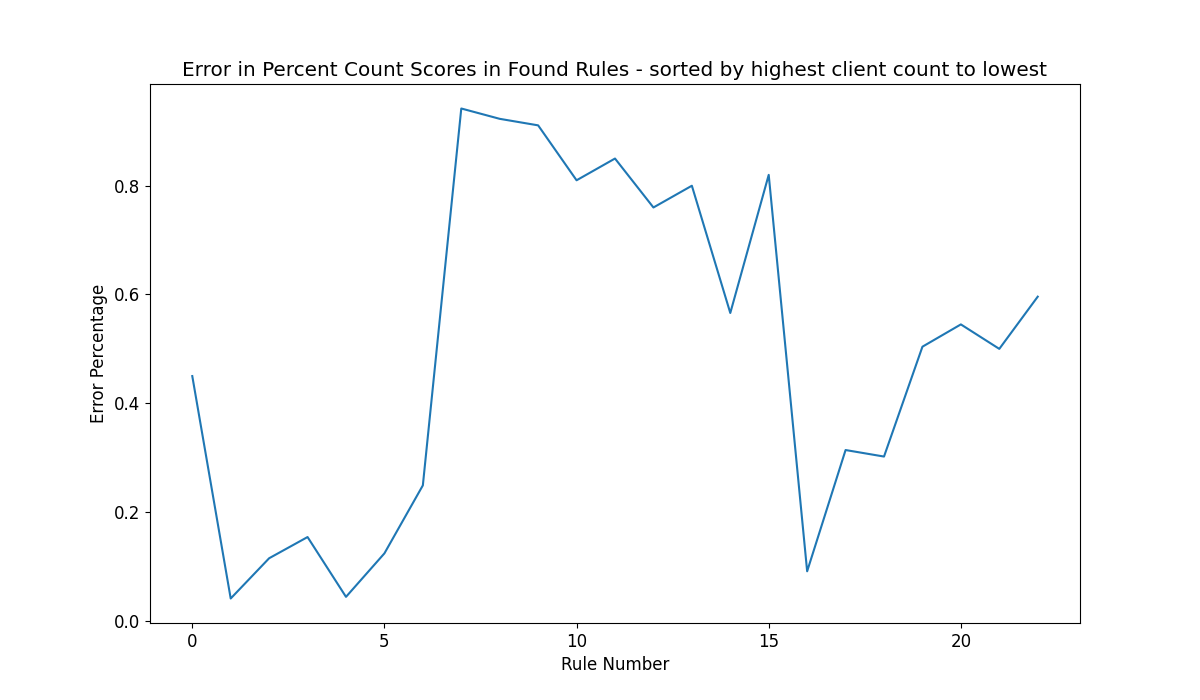 Error in Percent Count Scores in Found Rules - sorted by highest client count to lowest
0.8
0.6
0.4
0.2
0.0
Error Percentage
0 5 10 15 20
Rule Number